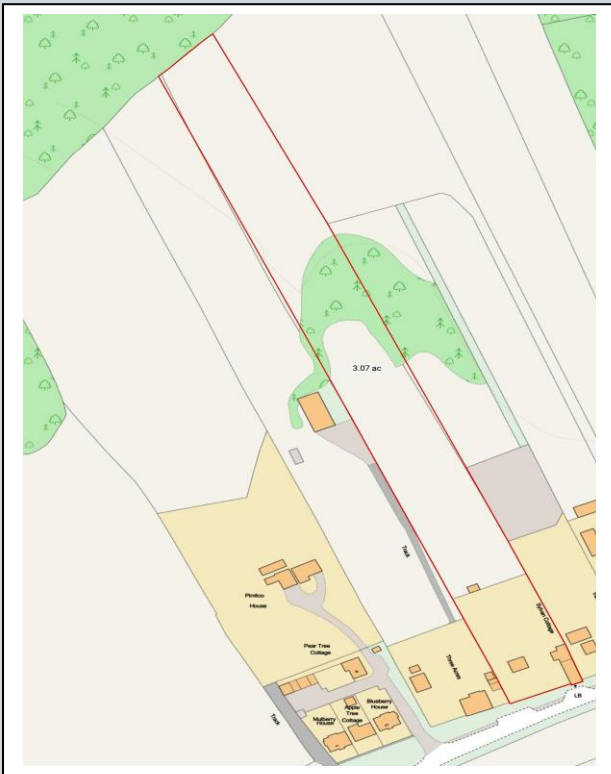 3.07 ac
Track
Pimlico
House
Pear Tree
Cottage
Sylvan Cottage
Three Acres
Mulberry
House
Apple
Tree
Cottage
Blueberry
House
Track
LB